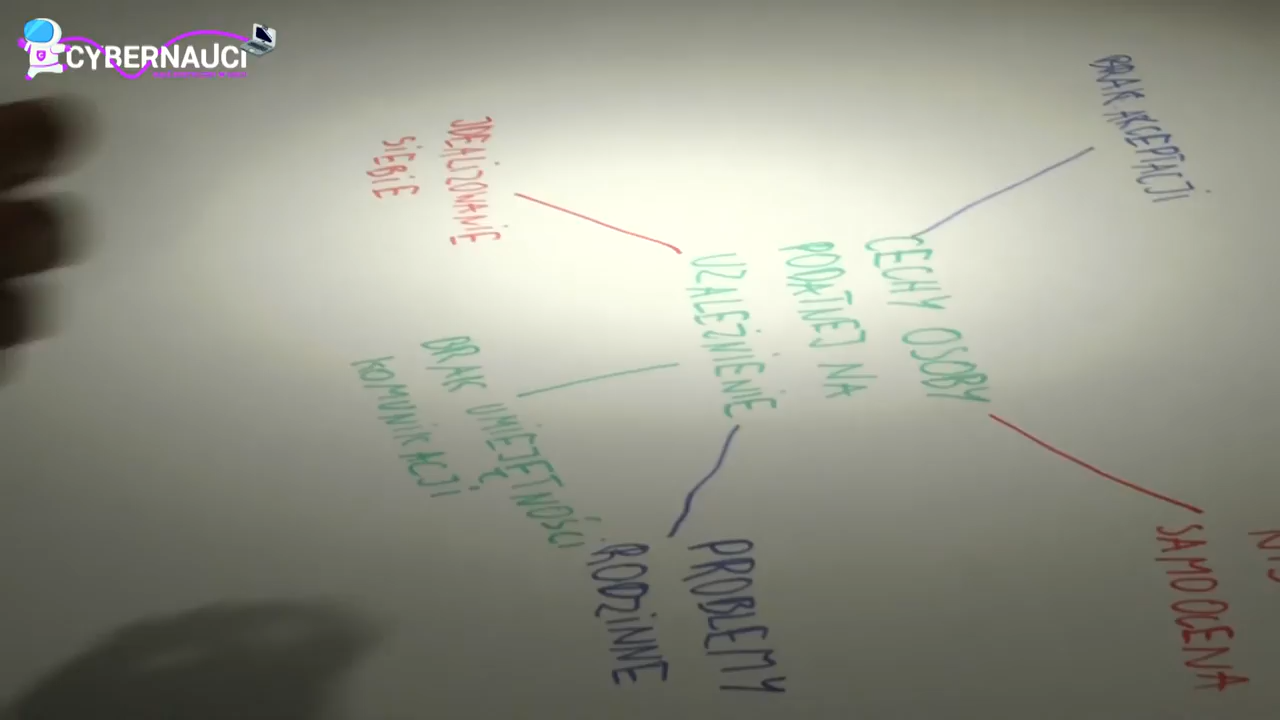 CYBERNAUCI
BRAK AKCEPTACJI
CECHY OSOBY
PODATNEJ NA
UZALEŻNIENIE
SAMOOCENA
IDEALIZOWANIE
SIEBIE
BRAK UMIEJĘTNOŚCI
KOMUNIKACJI
PROBLEMY
RODZINNE